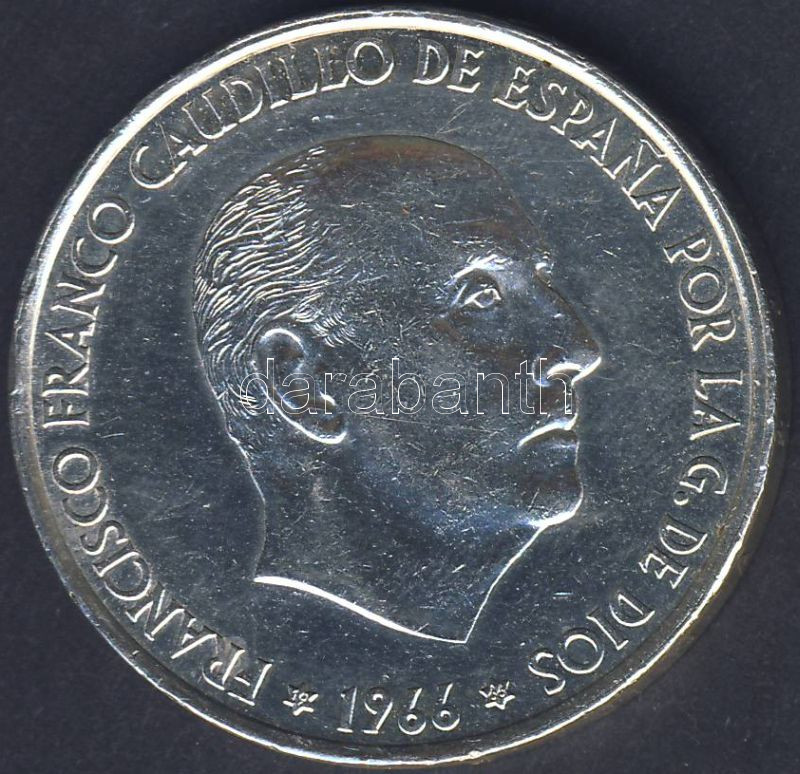 FRANCISCO FRANCO CAUDILLO DE ESPAÑA POR LA G. DE DIOS
1966
darabanth